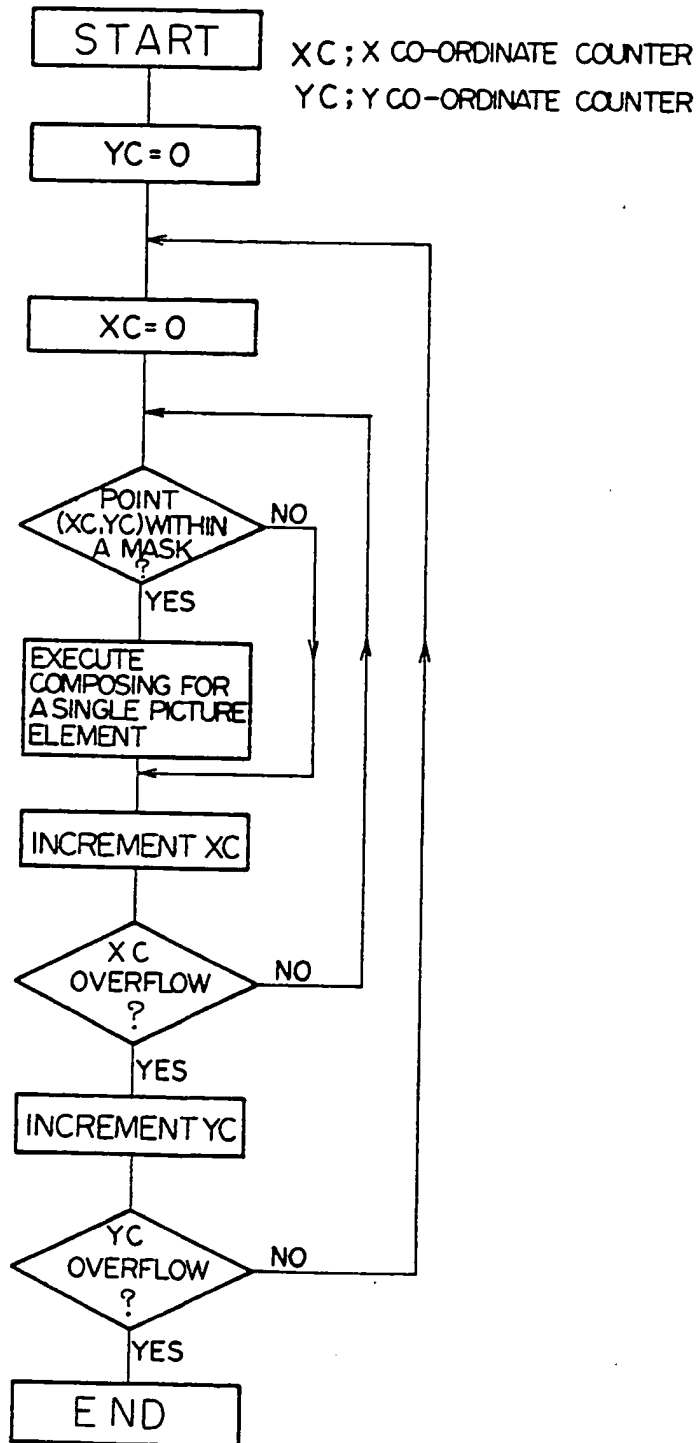 START
XC; X CO-ORDINATE COUNTER
YC; Y CO-ORDINATE COUNTER
YC=0
XC=0
POINT
(XC,YC)WITHIN
A MASK
?
NO
YES
EXECUTE
COMPOSING FOR
A SINGLE PICTURE
ELEMENT
INCREMENT XC
XC
OVERFLOW
?
NO
YES
INCREMENT YC
YC
OVERFLOW
?
NO
YES
END